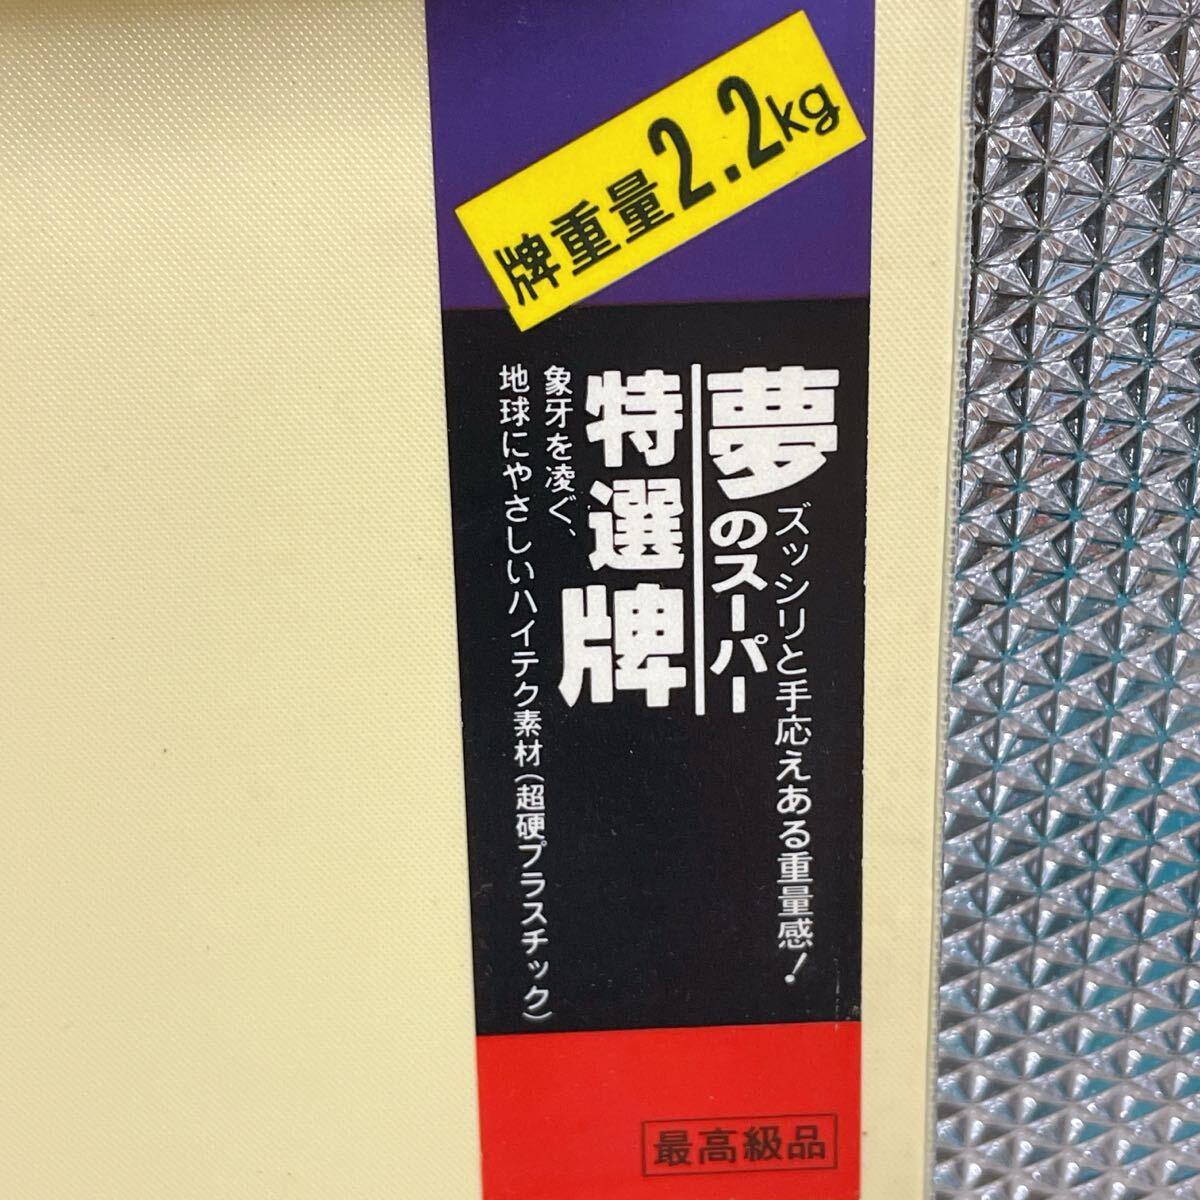 牌重量2.2kg
ズッシリと手応えある重量感!
夢のスーパー
特選牌
象牙を凌ぐ、
地球にやさしいハイテク素材(超硬プラスチック)
最高級品